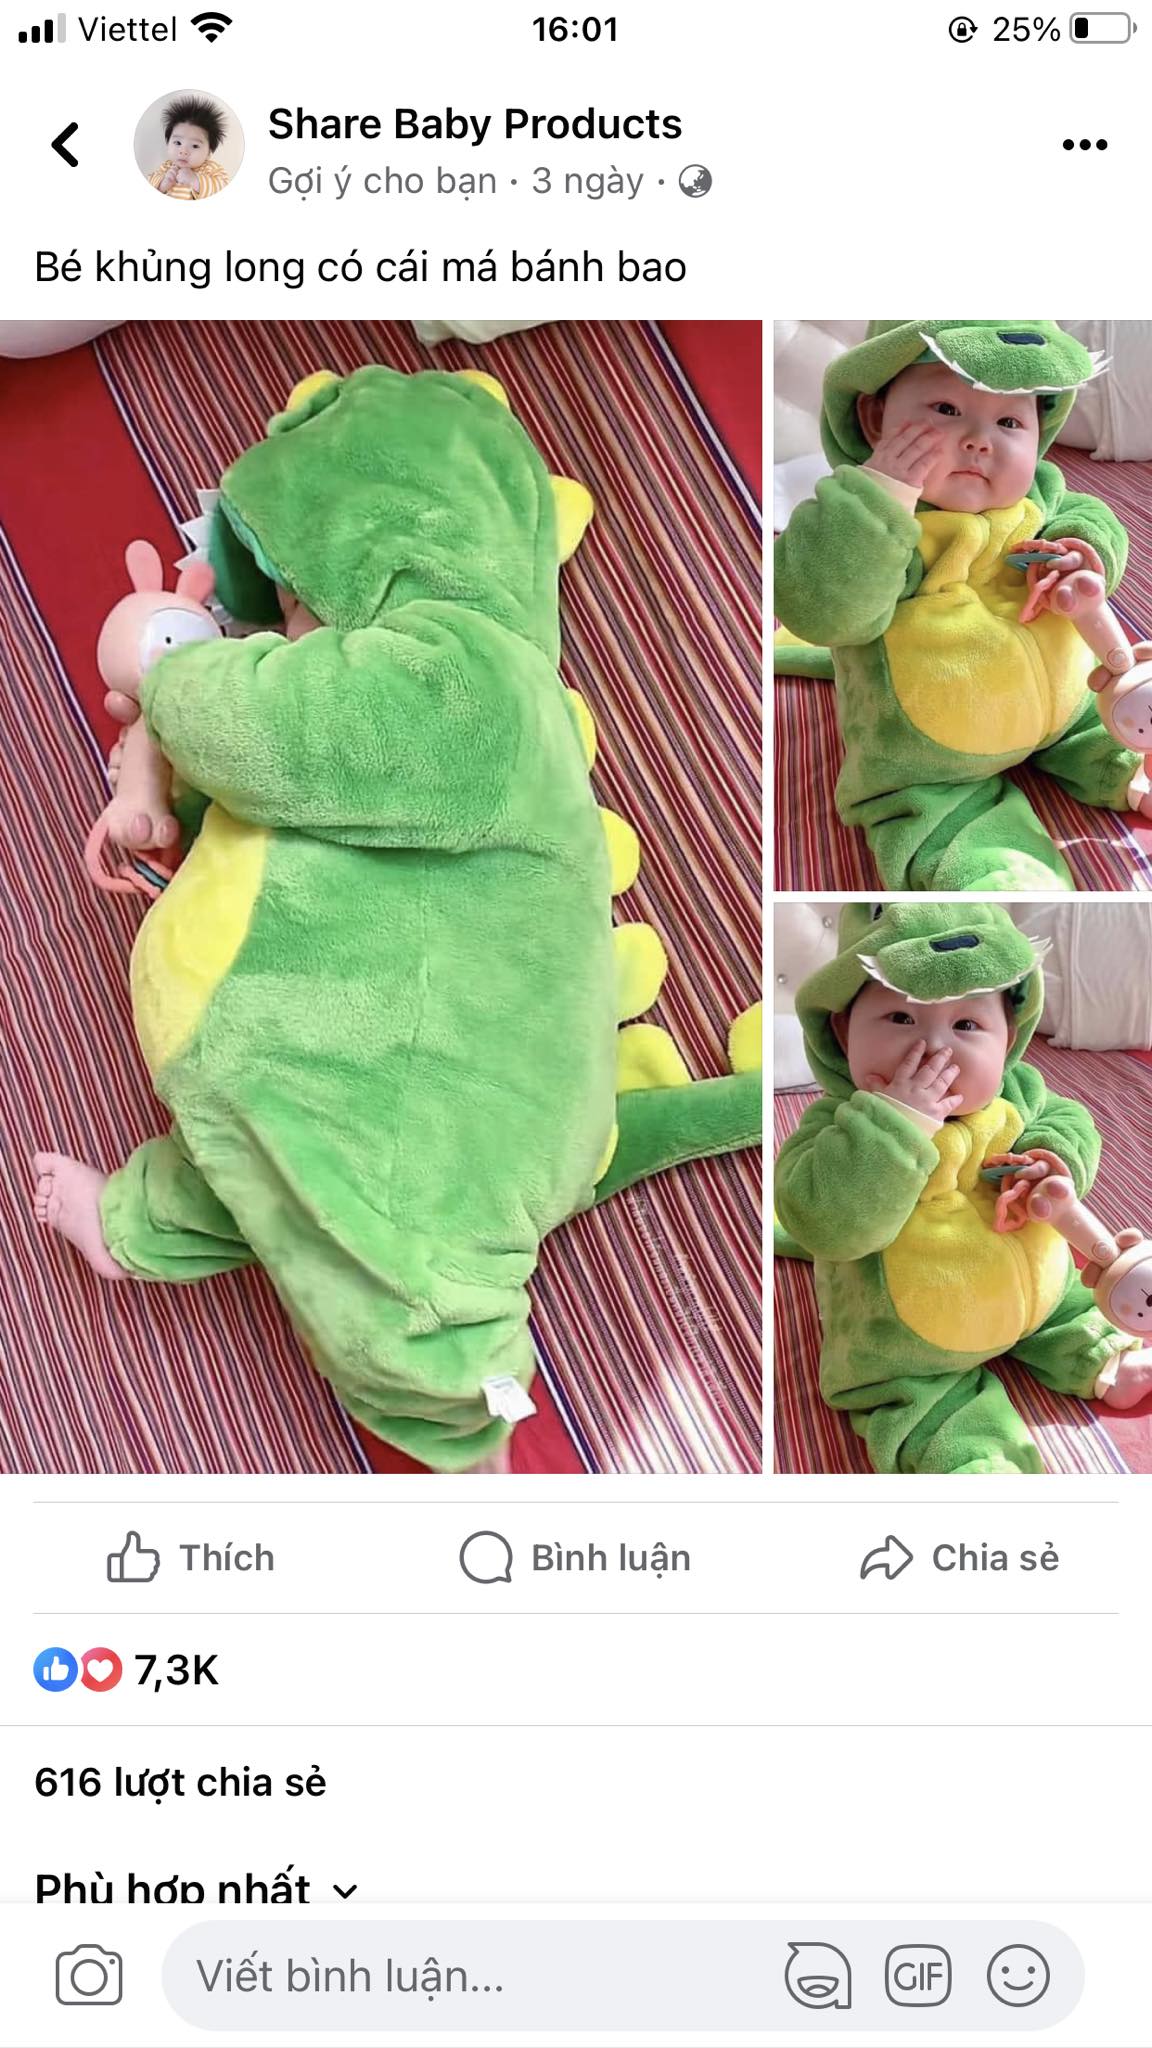 Viettel
16:01
25%
Share Baby Products
Gợi ý cho bạn · 3 ngày ·
Bé khủng long có cái má bánh bao
Thích
Bình luận
Chia sẻ
7,3K
616 lượt chia sẻ
Phù hợp nhất
Viết bình luận...
GIF